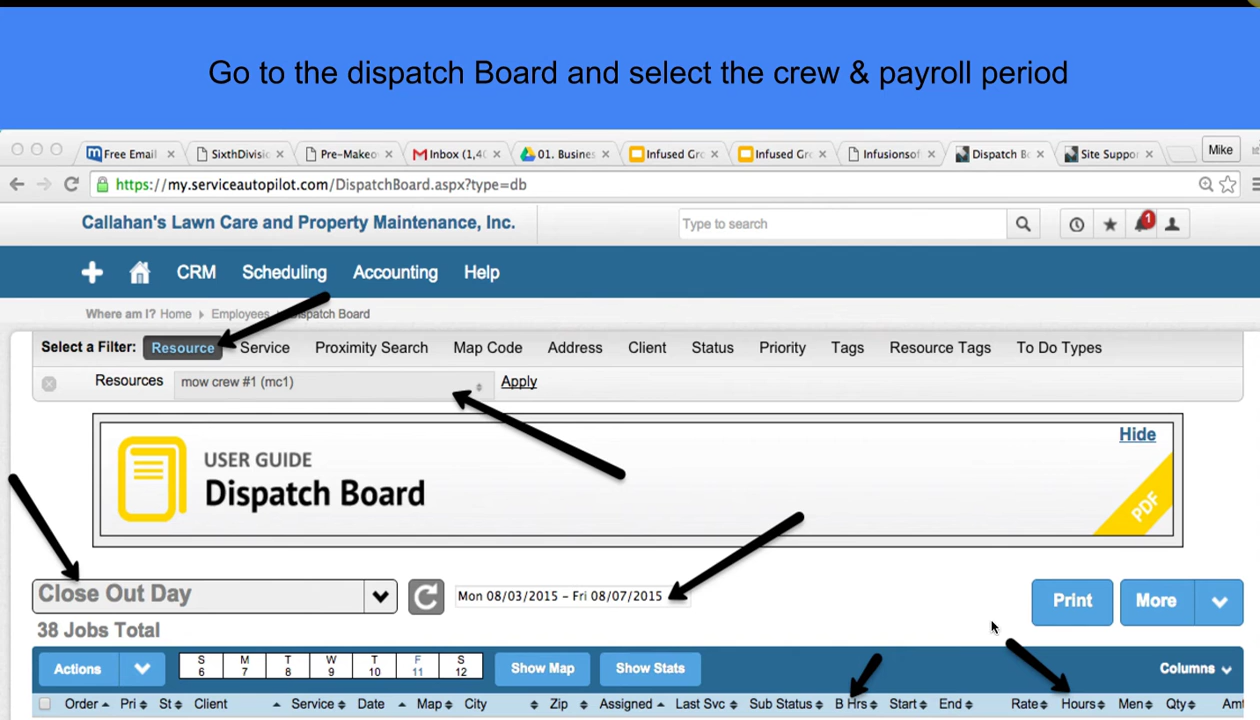 Go to the dispatch Board and select the crew & payroll period
Free Email SixthDivisi Pre-Makeo Inbox (1,4 01. Busines Infused Gr Infused Gr Infusionsof Dispatch B Site Suppor Mike
https://my.serviceautopilot.com/DispatchBoard.aspx?type=db
Callahan's Lawn Care and Property Maintenance, Inc. Type to search 1
CRM Scheduling Accounting Help
Where am I? Home Employees Dispatch Board
Select a Filter: Resource Service Proximity Search Map Code Address Client Status Priority Tags Resource Tags To Do Types
Resources mow crew #1 (mc1) Apply
Hide
USER GUIDE
Dispatch Board
PDF
Close Out Day Mon 08/03/2015 – Fri 08/07/2015 Print More
38 Jobs Total
Actions S 6 M 7 T 8 W 9 T 10 F 11 S 12 Show Map Show Stats Columns
Order Pri St Client Service Date Map City Zip Assigned Last Svc Sub Status B Hrs Start End Rate Hours Men Qty Amt